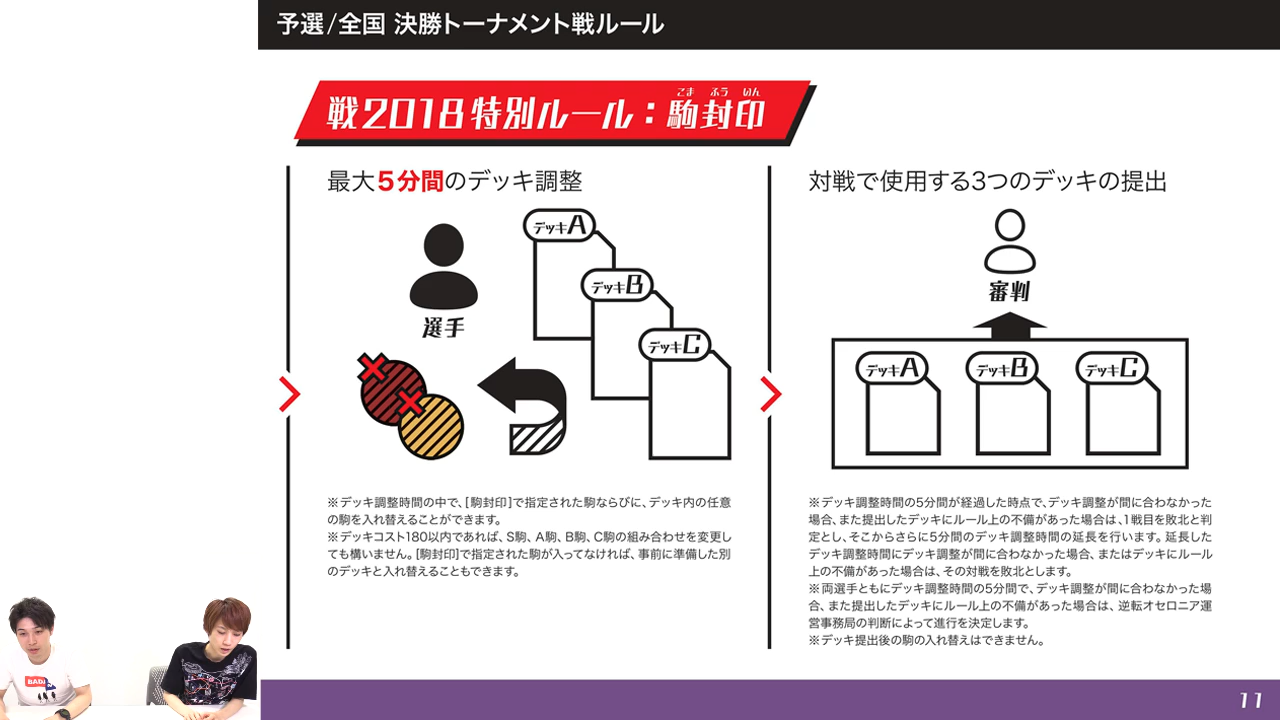 予選/全国 決勝トーナメント戦ルール
こま ふう いん
戦2018特別ルール：駒封印
最大5分間のデッキ調整
デッキA
デッキB
デッキC
選手
※デッキ調整時間の中で、[駒封印]で指定された駒ならびに、デッキ内の任意
の駒を入れ替えることができます。
※デッキコスト180以内であれば、S駒、A駒、B駒、C駒の組み合わせを変更し
ても構いません。[駒封印]で指定された駒が入ってなければ、事前に準備した別
のデッキと入れ替えることもできます。
対戦で使用する3つのデッキの提出
審判
デッキA
デッキB
デッキC
※デッキ調整時間の5分間が経過した時点で、デッキ調整が間に合わなかった
場合、また提出したデッキにルール上の不備があった場合は、1戦目を敗北と判
定とし、そこからさらに5分間のデッキ調整時間の延長を行います。延長した
デッキ調整時間にデッキ調整が間に合わなかった場合、またはデッキにルール
上の不備があった場合は、その対戦を敗北とします。
※両選手ともにデッキ調整時間の5分間で、デッキ調整が間に合わなかった場
合、また提出したデッキにルール上の不備があった場合は、逆転オセロニア運
営事務局の判断によって進行を決定します。
※デッキ提出後の駒の入れ替えはできません。
11